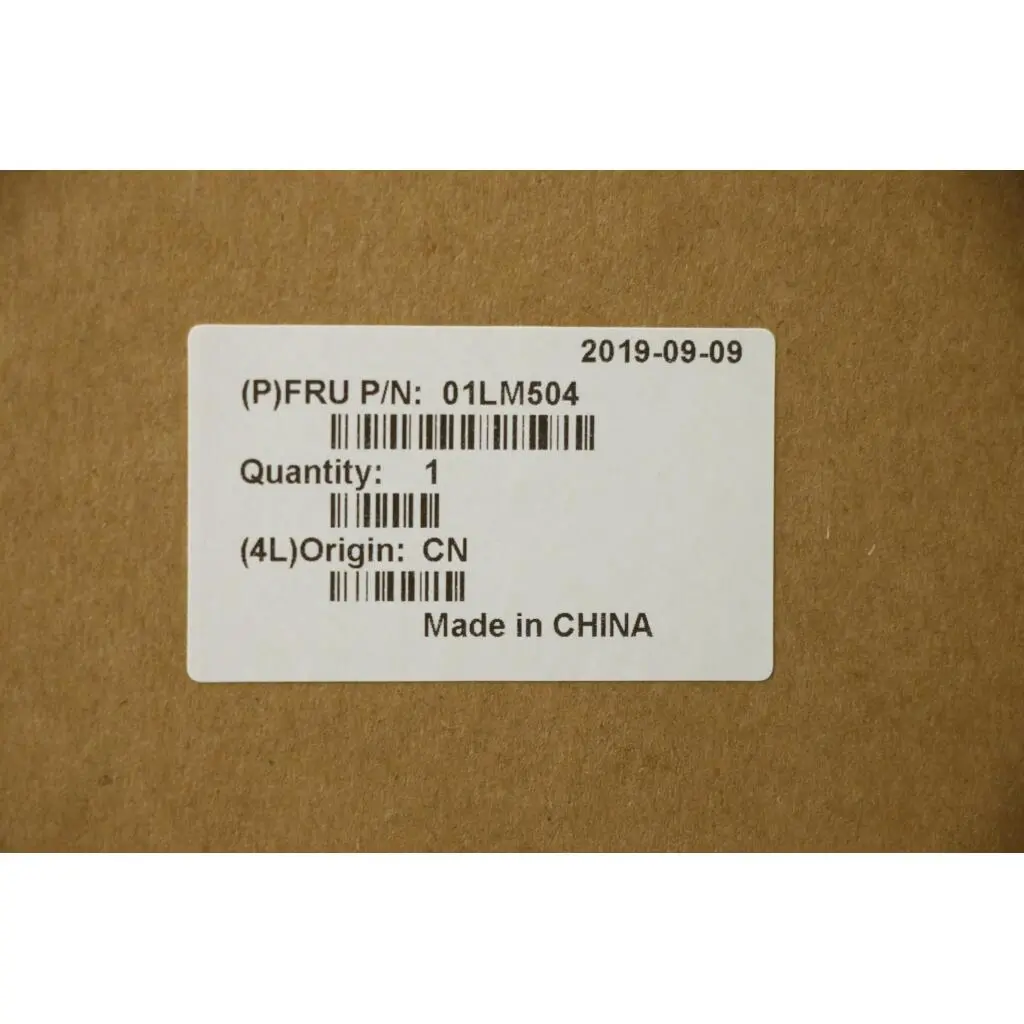 2019-09-09
(P)FRU P/N: 01LM504
Quantity: 1
(4L)Origin: CN
Made in CHINA